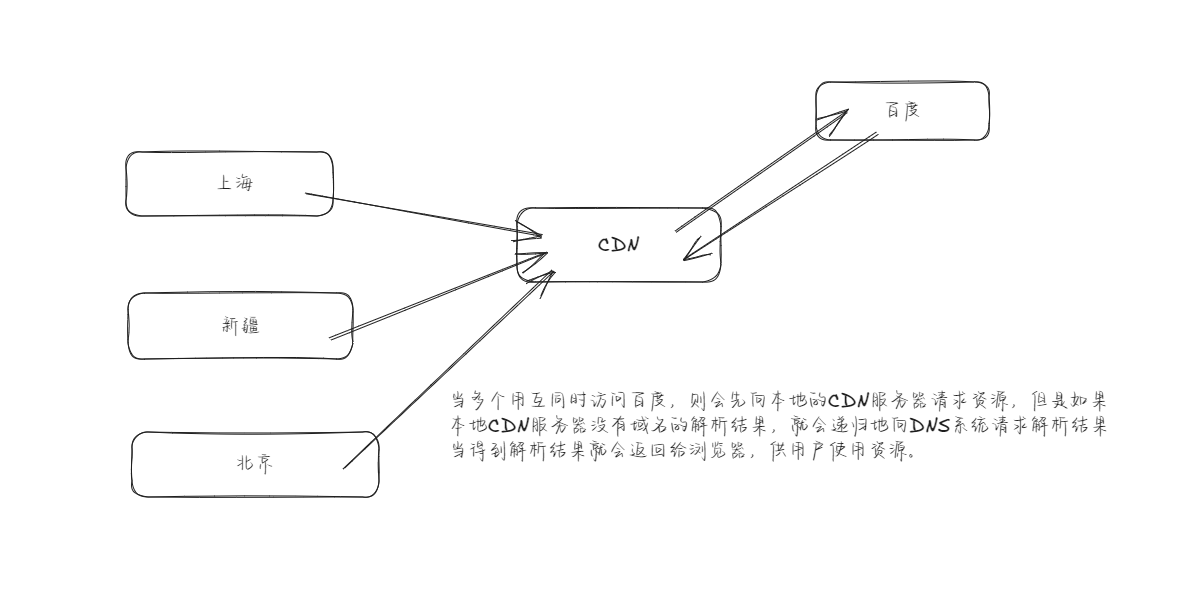 百度
上海
CDN
新疆
北京
当多个用互同时访问百度，则会先向本地的CDN服务器请求资源，但是如果
本地CDN服务器没有域名的解析结果，就会递归地向DNS系统请求解析结果
当得到解析结果就会返回给浏览器，供用户使用资源。